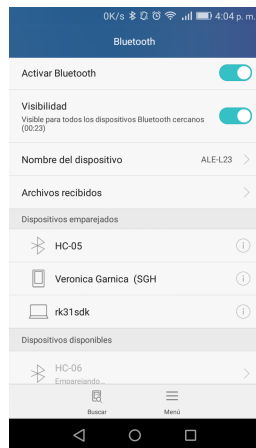 0K/s 4:04 p. m.
Bluetooth
Activar Bluetooth
Visibilidad
Visible para todos los dispositivos Bluetooth cercanos
(00:23)
Nombre del dispositivo ALE-L23
Archivos recibidos
Dispositivos emparejados
HC-05
Veronica Garnica (SGH
rk31sdk
Dispositivos disponibles
HC-06
Emparejando...
Buscar Menú